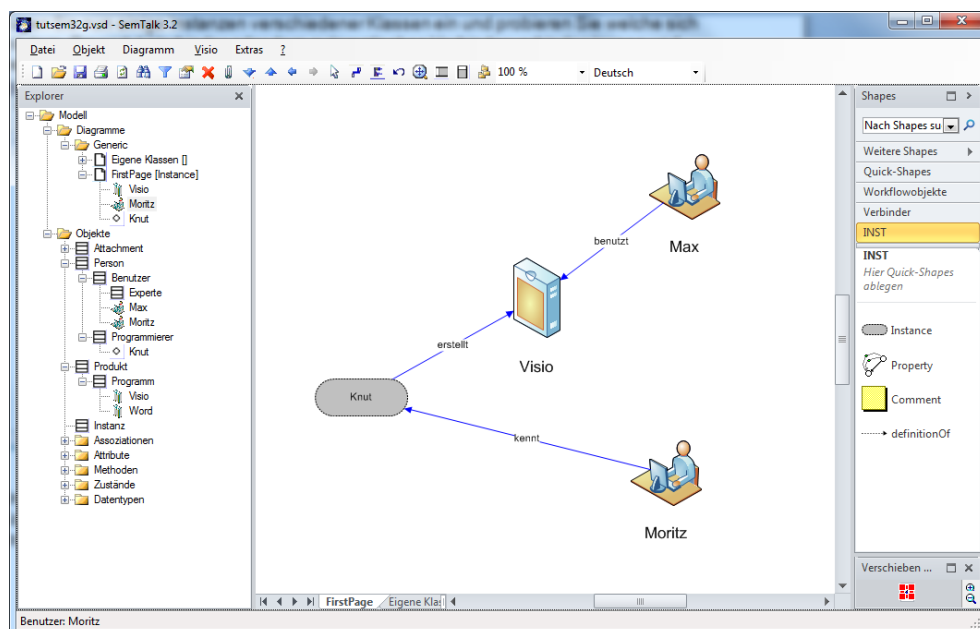 tutsem32g.vsd - SemTalk 3.2
Datei Objekt Diagramm Visio Extras ?
100 % Deutsch
Explorer
Modell
Diagramme
Generic
Eigene Klassen []
FirstPage [Instance]
Visio
Moritz
Knut
Objekte
Attachment
Person
Benutzer
Experte
Max
Moritz
Programmierer
Knut
Produkt
Programm
Visio
Word
Instanz
Assoziationen
Attribute
Methoden
Zustände
Datentypen
Max
benutzt
Visio
erstellt
Knut
kennt
Moritz
FirstPage Eigene Kla
Shapes
Nach Shapes su
Weitere Shapes
Quick-Shapes
Workflowobjekte
Verbinder
INST
INST
Hier Quick-Shapes
ablegen
Instance
Property
Comment
definitionOf
Verschieben ...
Benutzer: Moritz